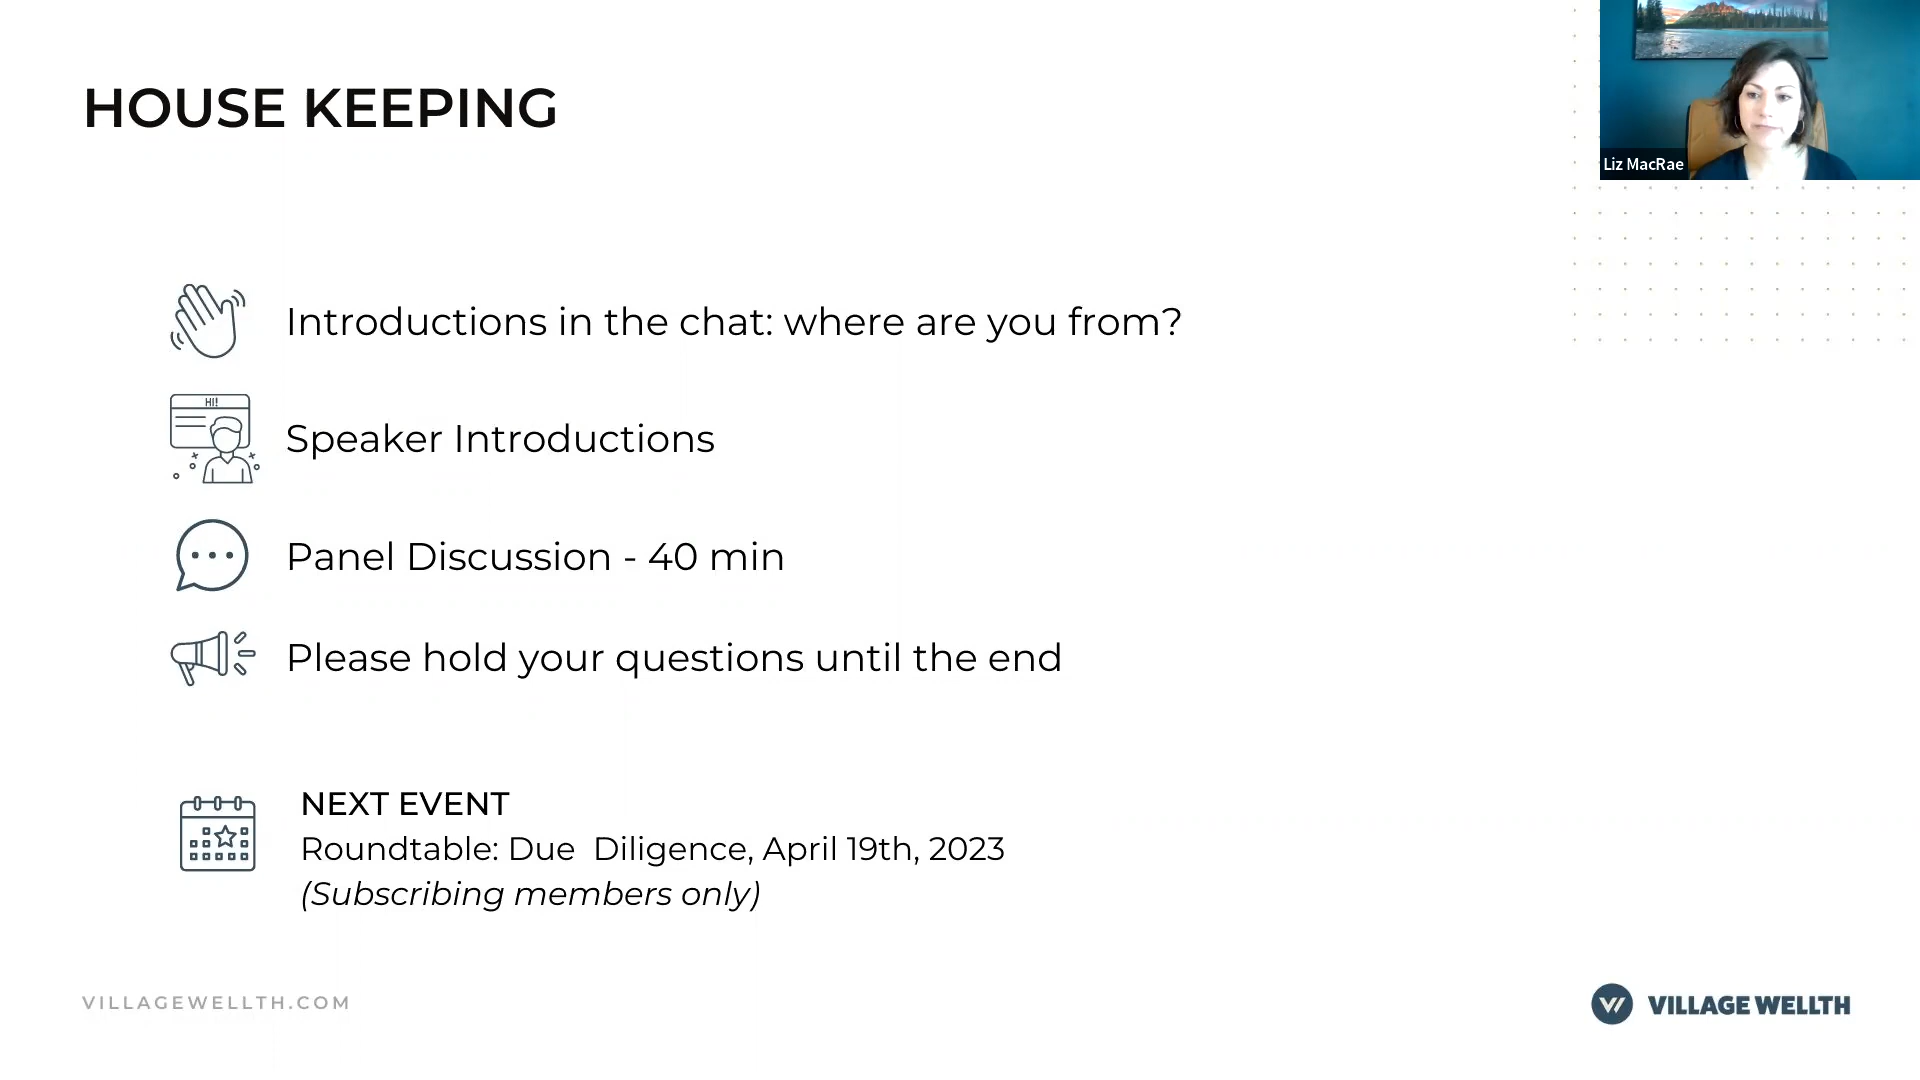 HOUSE KEEPING
Liz MacRae
Introductions in the chat: where are you from?
HI!
Speaker Introductions
Panel Discussion - 40 min
Please hold your questions until the end
NEXT EVENT
Roundtable: Due  Diligence, April 19th, 2023
(Subscribing members only)
VILLAGEWELLTH.COM
VILLAGE WELLTH